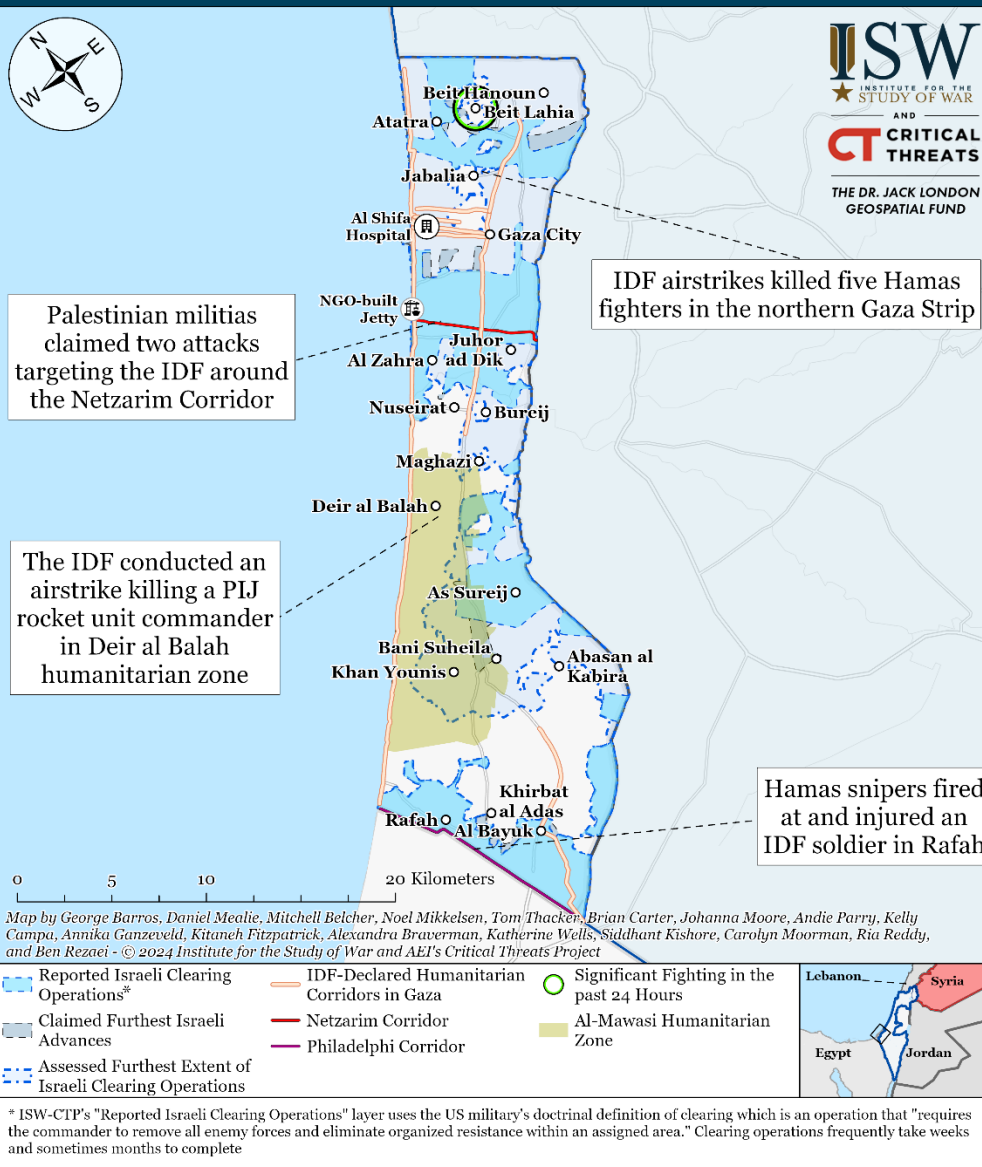 N
E
S
W
ISW
INSTITUTE FOR THE
STUDY OF WAR
AND
CT CRITICAL
THREATS
THE DR. JACK LONDON
GEOSPATIAL FUND
Beit Hanoun
Beit Lahia
Atatra
Jabalia
Al Shifa
Hospital
Gaza City
IDF airstrikes killed five Hamas
fighters in the northern Gaza Strip
NGO-built
Jetty
Palestinian militias
claimed two attacks
targeting the IDF around
the Netzarim Corridor
Juhor
ad Dik
Al Zahra
Nuseirat
Bureij
Maghazi
Deir al Balah
The IDF conducted an
airstrike killing a PIJ
rocket unit commander
in Deir al Balah
humanitarian zone
As Sureij
Bani Suheila
Khan Younis
Abasan al
Kabira
Khirbat
al Adas
Rafah
Al Bayuk
Hamas snipers fired
at and injured an
IDF soldier in Rafah
0 5 10 20 Kilometers
Map by George Barros, Daniel Mealie, Mitchell Belcher, Noel Mikkelsen, Tom Thacker, Brian Carter, Johanna Moore, Andie Parry, Kelly
Campa, Annika Ganzeveld, Kitaneh Fitzpatrick, Alexandra Braverman, Katherine Wells, Siddhant Kishore, Carolyn Moorman, Ria Reddy,
and Ben Rezaei - © 2024 Institute for the Study of War and AEI's Critical Threats Project
Reported Israeli Clearing
Operations*
Claimed Furthest Israeli
Advances
Assessed Furthest Extent of
Israeli Clearing Operations
IDF-Declared Humanitarian
Corridors in Gaza
Netzarim Corridor
Philadelphi Corridor
Significant Fighting in the
past 24 Hours
Al-Mawasi Humanitarian
Zone
Lebanon
Syria
Egypt
Jordan
* ISW-CTP's "Reported Israeli Clearing Operations" layer uses the US military's doctrinal definition of clearing which is an operation that "requires
the commander to remove all enemy forces and eliminate organized resistance within an assigned area." Clearing operations frequently take weeks
and sometimes months to complete